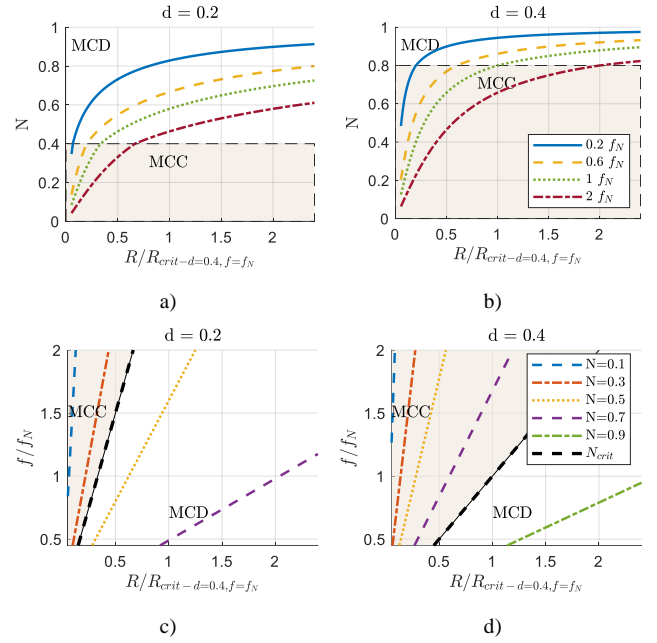 d = 0.2
MCD
MCC
N
1
0.8
0.6
0.4
0.2
0
0 0.5 1 1.5 2
R/R_{crit-d=0.4, f=f_N}
a)
d = 0.4
MCD
MCC
N
1
0.8
0.6
0.4
0.2
0
0.2 f_N
0.6 f_N
1 f_N
2 f_N
0 0.5 1 1.5 2
R/R_{crit-d=0.4, f=f_N}
b)
d = 0.2
MCC
MCD
f/f_N
2
1.5
1
0.5
0.5 1 1.5 2
R/R_{crit-d=0.4, f=f_N}
c)
d = 0.4
MCC
MCD
f/f_N
2
1.5
1
0.5
N=0.1
N=0.3
N=0.5
N=0.7
N=0.9
N_{crit}
0.5 1 1.5 2
R/R_{crit-d=0.4, f=f_N}
d)